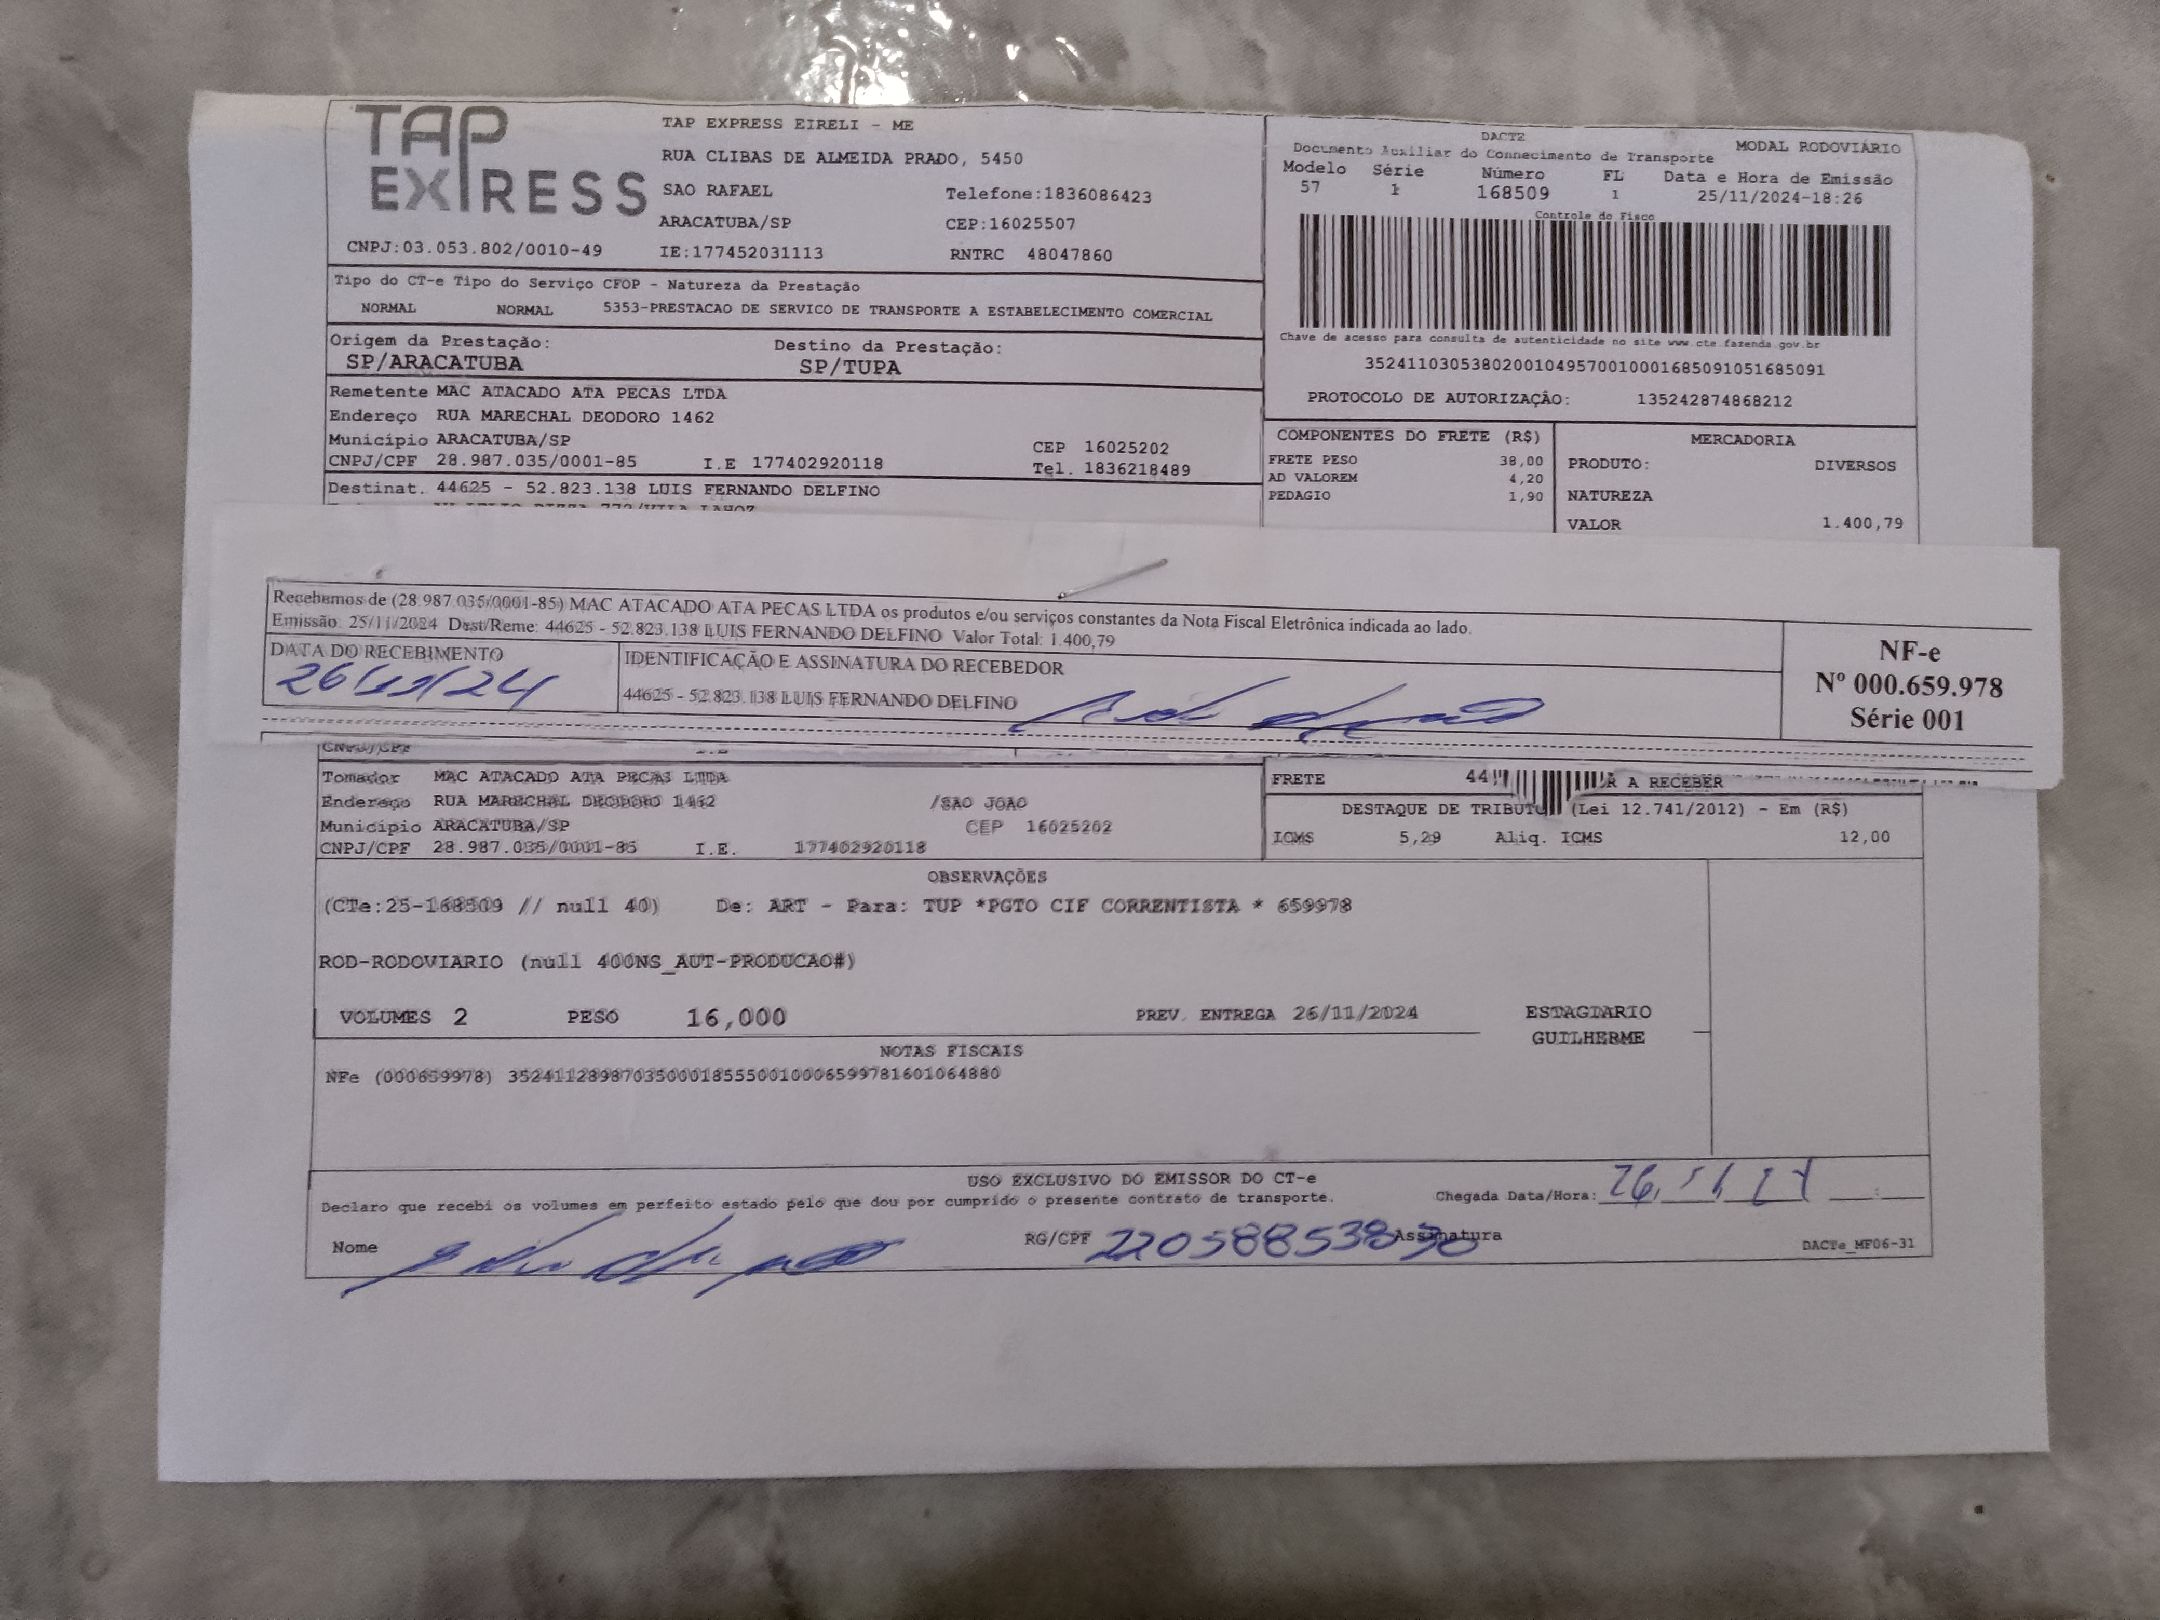 TAP EXPRESS
TAP EXPRESS EIRELI - ME
RUA CLIBAS DE ALMEIDA PRADO, 5450
SAO RAFAEL Telefone:1836086423
ARACATUBA/SP CEP:16025507
CNPJ:03.053.802/0010-49 IE:177452031113 RNTRC 48047860
DACTE
Documento Auxiliar do Conhecimento de Transporte MODAL RODOVIÁRIO
Modelo Série Número FL Data e Hora de Emissão
57 1 168509 1 25/11/2024-18:26
Controle do Fisco
Chave de acesso para consulta de autenticidade no site www.cte.fazenda.gov.br
35241103053802001049570010001685091051685091
PROTOCOLO DE AUTORIZAÇÃO: 135242874868212
Tipo do CT-e Tipo do Serviço CFOP - Natureza da Prestação
NORMAL NORMAL 5353-PRESTACAO DE SERVICO DE TRANSPORTE A ESTABELECIMENTO COMERCIAL
Origem da Prestação: Destino da Prestação:
SP/ARACATUBA SP/TUPA
Remetente MAC ATACADO ATA PECAS LTDA
Endereço RUA MARECHAL DEODORO 1462
Município ARACATUBA/SP CEP 16025202
CNPJ/CPF 28.987.035/0001-85 I.E 177402920118 Tel. 1836218489
Destinat. 44625 - 52.823.138 LUIS FERNANDO DELFINO
COMPONENTES DO FRETE (R$) MERCADORIA
FRETE PESO 38,00 PRODUTO: DIVERSOS
AD VALOREM 4,20
PEDAGIO 1,90 NATUREZA
VALOR 1.400,79
Recebemos de (28.987.035/0001-85) MAC ATACADO ATA PECAS LTDA os produtos e/ou serviços constantes da Nota Fiscal Eletrônica indicada ao lado.
Emissão: 25/11/2024 Dest/Reme: 44625 - 52.823.138 LUIS FERNANDO DELFINO Valor Total: 1.400,79
DATA DO RECEBIMENTO IDENTIFICAÇÃO E ASSINATURA DO RECEBEDOR
26/11/24 44625 - 52.823.138 LUIS FERNANDO DELFINO
NF-e
Nº 000.659.978
Série 001
CNPJ/CPF I.E
Tomador MAC ATACADO ATA PECAS LTDA
Endereço RUA MARECHAL DEODORO 1462 /SAO JOAO
Município ARACATUBA/SP CEP 16025202
CNPJ/CPF 28.987.035/0001-85 I.E. 177402920118
FRETE 44 R A RECEBER
DESTAQUE DE TRIBUTO (Lei 12.741/2012) - Em (R$)
ICMS 5,29 Aliq. ICMS 12,00
OBSERVAÇÕES
(CTe:25-168509 // null 40) De: ART - Para: TUP *PGTO CIF CORRENTISTA * 659978
ROD-RODOVIARIO (null 400NS_AUT-PRODUCAO#)
VOLUMES 2 PESO 16,000 PREV. ENTREGA 26/11/2024 ESTAGIARIO
GUILHERME
NOTAS FISCAIS
NFe (000659978) 35241128987035000185550010006599781601064880
USO EXCLUSIVO DO EMISSOR DO CT-e
Declaro que recebi os volumes em perfeito estado pelo que dou por cumprido o presente contrato de transporte. Chegada Data/Hora: 26/11/24
Nome RG/CPF 22058853830 Assinatura
DACTe_MF06-31